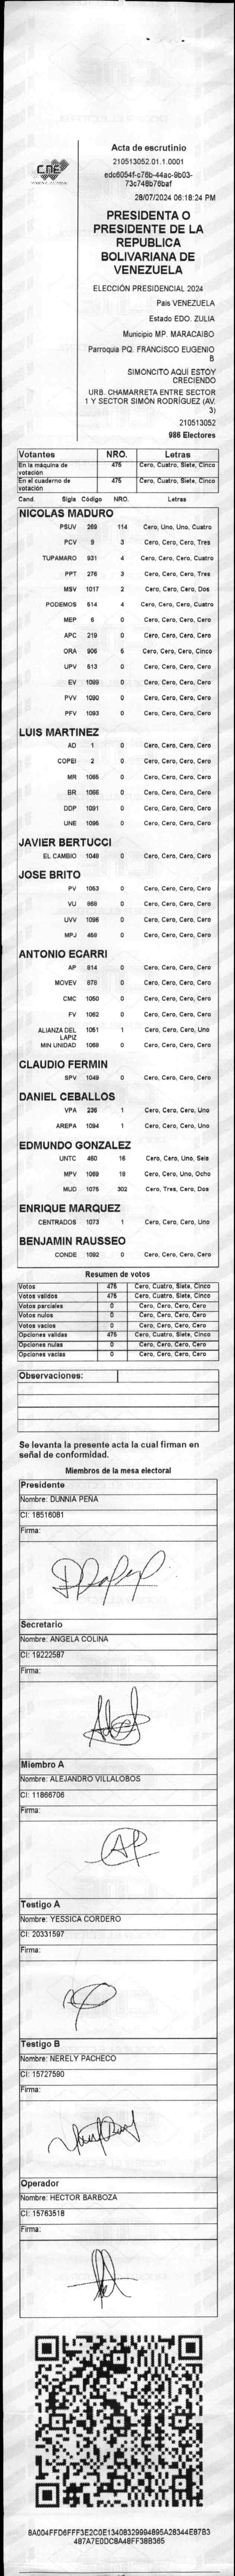 CNE
Acta de escrutinio
210513052.01.1.0001
edc6054f-c76b-44ac-9b03-
73c748b76baf
28/07/2024 06:18:24 PM
PRESIDENTA O
PRESIDENTE DE LA
REPUBLICA
BOLIVARIANA DE
VENEZUELA
ELECCIÓN PRESIDENCIAL 2024
Pais VENEZUELA
Estado EDO. ZULIA
Municipio MP. MARACAIBO
Parroquia PQ. FRANCISCO EUGENIO
B
SIMONCITO AQUÍ ESTOY
CRECIENDO
URB. CHAMARRETA ENTRE SECTOR
1 Y SECTOR SIMÓN RODRÍGUEZ (AV.
3)
210513052
986 Electores
Votantes NRO. Letras
En la máquina de votación 475 Cero, Cuatro, Siete, Cinco
En el cuaderno de votación 475 Cero, Cuatro, Siete, Cinco
Cand. Sigla Código NRO. Letras
NICOLAS MADURO
PSUV 269 114 Cero, Uno, Uno, Cuatro
PCV 9 3 Cero, Cero, Cero, Tres
TUPAMARO 931 4 Cero, Cero, Cero, Cuatro
PPT 276 3 Cero, Cero, Cero, Tres
MSV 1017 2 Cero, Cero, Cero, Dos
PODEMOS 514 4 Cero, Cero, Cero, Cuatro
MEP 6 0 Cero, Cero, Cero, Cero
APC 219 0 Cero, Cero, Cero, Cero
ORA 906 5 Cero, Cero, Cero, Cinco
UPV 513 0 Cero, Cero, Cero, Cero
EV 1089 0 Cero, Cero, Cero, Cero
PVV 1090 0 Cero, Cero, Cero, Cero
PFV 1093 0 Cero, Cero, Cero, Cero
LUIS MARTINEZ
AD 1 0 Cero, Cero, Cero, Cero
COPEI 2 0 Cero, Cero, Cero, Cero
MR 1065 0 Cero, Cero, Cero, Cero
BR 1066 0 Cero, Cero, Cero, Cero
DDP 1091 0 Cero, Cero, Cero, Cero
UNE 1095 0 Cero, Cero, Cero, Cero
JAVIER BERTUCCI
EL CAMBIO 1048 0 Cero, Cero, Cero, Cero
JOSE BRITO
PV 1053 0 Cero, Cero, Cero, Cero
VU 868 0 Cero, Cero, Cero, Cero
UVV 1096 0 Cero, Cero, Cero, Cero
MPJ 458 0 Cero, Cero, Cero, Cero
ANTONIO ECARRI
AP 814 0 Cero, Cero, Cero, Cero
MOVEV 878 0 Cero, Cero, Cero, Cero
CMC 1050 0 Cero, Cero, Cero, Cero
FV 1062 0 Cero, Cero, Cero, Cero
ALIANZA DEL LAPIZ 1051 1 Cero, Cero, Cero, Uno
MIN UNIDAD 1068 0 Cero, Cero, Cero, Cero
CLAUDIO FERMIN
SPV 1049 0 Cero, Cero, Cero, Cero
DANIEL CEBALLOS
VPA 236 1 Cero, Cero, Cero, Uno
AREPA 1094 1 Cero, Cero, Cero, Uno
EDMUNDO GONZALEZ
UNTC 460 16 Cero, Cero, Uno, Seis
MPV 1069 18 Cero, Cero, Uno, Ocho
MUD 1075 302 Cero, Tres, Cero, Dos
ENRIQUE MARQUEZ
CENTRADOS 1073 1 Cero, Cero, Cero, Uno
BENJAMIN RAUSSEO
CONDE 1092 0 Cero, Cero, Cero, Cero
Resumen de votos
Votos 475 Cero, Cuatro, Siete, Cinco
Votos validos 475 Cero, Cuatro, Siete, Cinco
Votos parciales 0 Cero, Cero, Cero, Cero
Votos nulos 0 Cero, Cero, Cero, Cero
Votos vacios 0 Cero, Cero, Cero, Cero
Opciones validas 475 Cero, Cuatro, Siete, Cinco
Opciones nulas 0 Cero, Cero, Cero, Cero
Opciones vacias 0 Cero, Cero, Cero, Cero
Observaciones:
Se levanta la presente acta la cual firman en
señal de conformidad.
Miembros de la mesa electoral
Presidente
Nombre: DUNNIA PEÑA
CI: 18516081
Firma:
Secretario
Nombre: ANGELA COLINA
CI: 19222587
Firma:
Miembro A
Nombre: ALEJANDRO VILLALOBOS
CI: 11866706
Firma:
AP
Testigo A
Nombre: YESSICA CORDERO
CI: 20331597
Firma:
Testigo B
Nombre: NERELY PACHECO
CI: 15727590
Firma:
Operador
Nombre: HECTOR BARBOZA
CI: 15763518
Firma:
8A004FFD6FFF3E2C0E13408329994895A28344E87B3
487A7E0DC8A48FF38B365